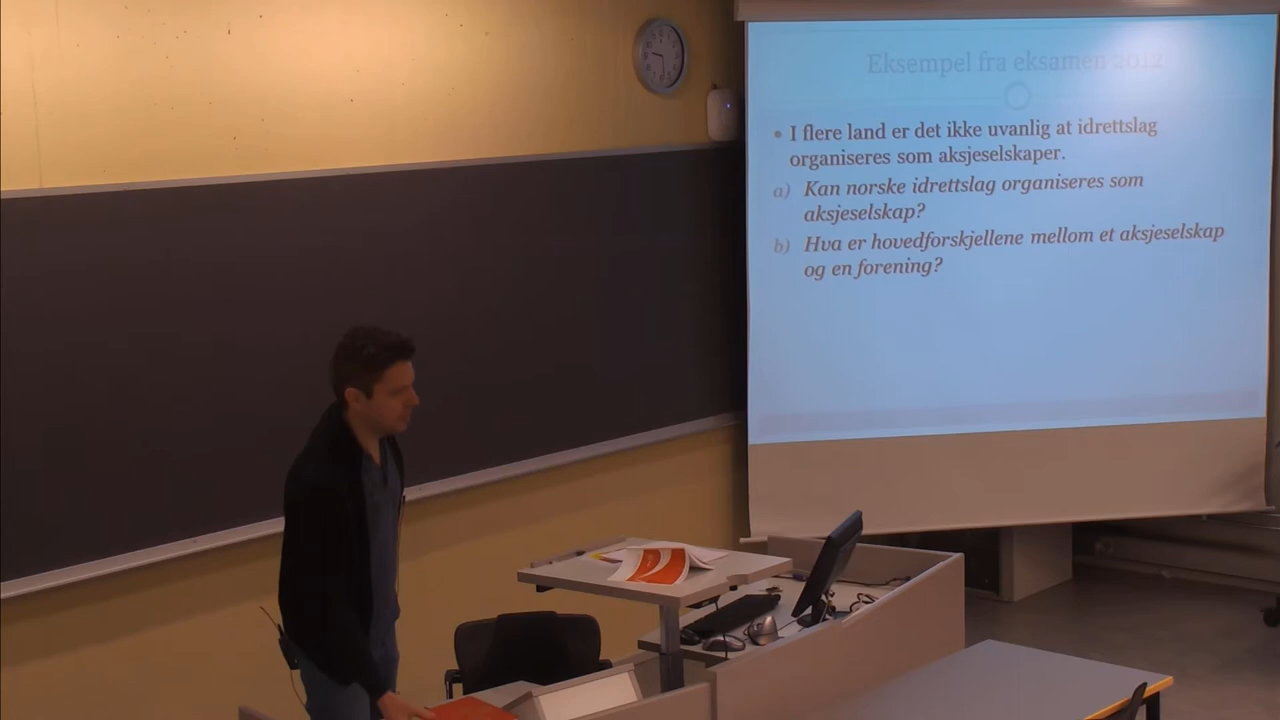 Eksempel fra eksamen 2012
• I flere land er det ikke uvanlig at idrettslag
organiseres som aksjeselskaper.
a) Kan norske idrettslag organiseres som
aksjeselskap?
b) Hva er hovedforskjellene mellom et aksjeselskap
og en forening?